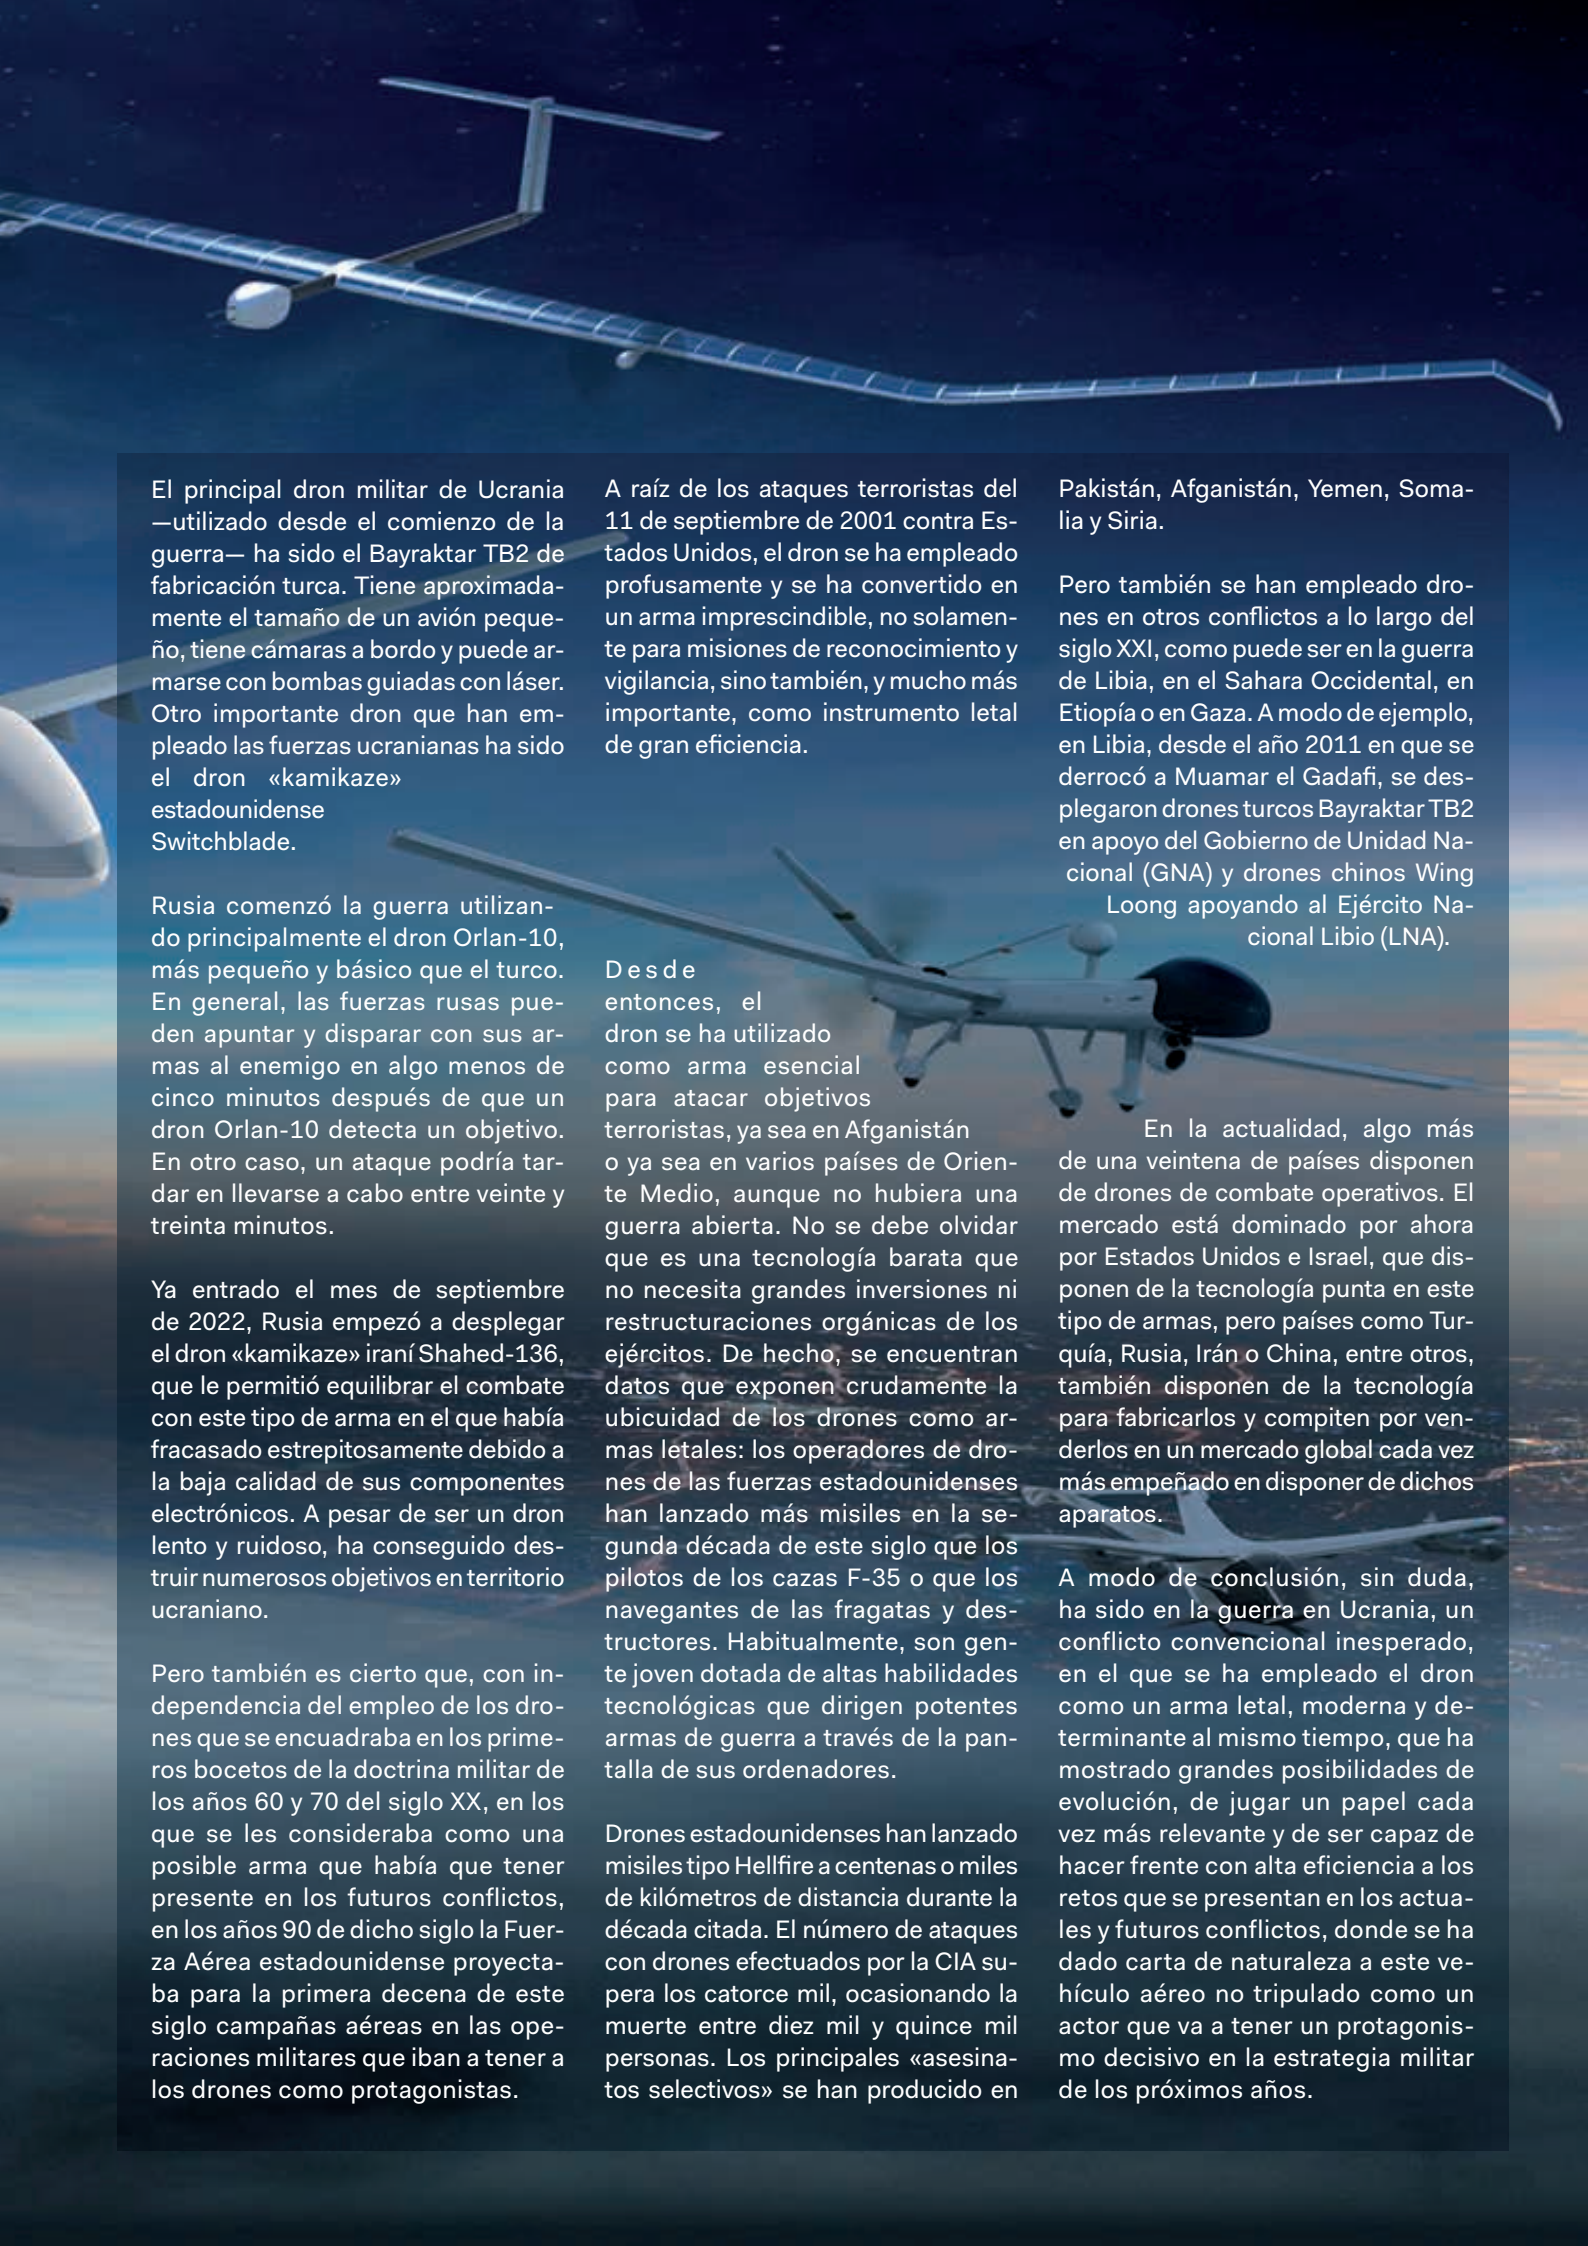 El principal dron militar de Ucrania
—utilizado desde el comienzo de la
guerra— ha sido el Bayraktar TB2 de
fabricación turca. Tiene aproximada-
mente el tamaño de un avión peque-
ño, tiene cámaras a bordo y puede ar-
marse con bombas guiadas con láser.
Otro importante dron que han em-
pleado las fuerzas ucranianas ha sido
el dron «kamikaze»
estadounidense
Switchblade.
Rusia comenzó la guerra utilizan-
do principalmente el dron Orlan-10,
más pequeño y básico que el turco.
En general, las fuerzas rusas pue-
den apuntar y disparar con sus ar-
mas al enemigo en algo menos de
cinco minutos después de que un
dron Orlan-10 detecta un objetivo.
En otro caso, un ataque podría tar-
dar en llevarse a cabo entre veinte y
treinta minutos.
Ya entrado el mes de septiembre
de 2022, Rusia empezó a desplegar
el dron «kamikaze» iraní Shahed-136,
que le permitió equilibrar el combate
con este tipo de arma en el que había
fracasado estrepitosamente debido a
la baja calidad de sus componentes
electrónicos. A pesar de ser un dron
lento y ruidoso, ha conseguido des-
truir numerosos objetivos en territorio
ucraniano.
Pero también es cierto que, con in-
dependencia del empleo de los dro-
nes que se encuadraba en los prime-
ros bocetos de la doctrina militar de
los años 60 y 70 del siglo XX, en los
que se les consideraba como una
posible arma que había que tener
presente en los futuros conflictos,
en los años 90 de dicho siglo la Fuer-
za Aérea estadounidense proyecta-
ba para la primera decena de este
siglo campañas aéreas en las ope-
raciones militares que iban a tener a
los drones como protagonistas.
A raíz de los ataques terroristas del
11 de septiembre de 2001 contra Es-
tados Unidos, el dron se ha empleado
profusamente y se ha convertido en
un arma imprescindible, no solamen-
te para misiones de reconocimiento y
vigilancia, sino también, y mucho más
importante, como instrumento letal
de gran eficiencia.
Desde
entonces, el
dron se ha utilizado
como arma esencial
para atacar objetivos
terroristas, ya sea en Afganistán
o ya sea en varios países de Orien-
te Medio, aunque no hubiera una
guerra abierta. No se debe olvidar
que es una tecnología barata que
no necesita grandes inversiones ni
restructuraciones orgánicas de los
ejércitos. De hecho, se encuentran
datos que exponen crudamente la
ubicuidad de los drones como ar-
mas letales: los operadores de dro-
nes de las fuerzas estadounidenses
han lanzado más misiles en la se-
gunda década de este siglo que los
pilotos de los cazas F-35 o que los
navegantes de las fragatas y des-
tructores. Habitualmente, son gen-
te joven dotada de altas habilidades
tecnológicas que dirigen potentes
armas de guerra a través de la pan-
talla de sus ordenadores.
Drones estadounidenses han lanzado
misiles tipo Hellfire a centenas o miles
de kilómetros de distancia durante la
década citada. El número de ataques
con drones efectuados por la CIA su-
pera los catorce mil, ocasionando la
muerte entre diez mil y quince mil
personas. Los principales «asesina-
tos selectivos» se han producido en
Pakistán, Afganistán, Yemen, Soma-
lia y Siria.
Pero también se han empleado dro-
nes en otros conflictos a lo largo del
siglo XXI, como puede ser en la guerra
de Libia, en el Sahara Occidental, en
Etiopía o en Gaza. A modo de ejemplo,
en Libia, desde el año 2011 en que se
derrocó a Muamar el Gadafi, se des-
plegaron drones turcos Bayraktar TB2
en apoyo del Gobierno de Unidad Na-
cional (GNA) y drones chinos Wing
Loong apoyando al Ejército Na-
cional Libio (LNA).
En la actualidad, algo más
de una veintena de países disponen
de drones de combate operativos. El
mercado está dominado por ahora
por Estados Unidos e Israel, que dis-
ponen de la tecnología punta en este
tipo de armas, pero países como Tur-
quía, Rusia, Irán o China, entre otros,
también disponen de la tecnología
para fabricarlos y compiten por ven-
derlos en un mercado global cada vez
más empeñado en disponer de dichos
aparatos.
A modo de conclusión, sin duda,
ha sido en la guerra en Ucrania, un
conflicto convencional inesperado,
en el que se ha empleado el dron
como un arma letal, moderna y de-
terminante al mismo tiempo, que ha
mostrado grandes posibilidades de
evolución, de jugar un papel cada
vez más relevante y de ser capaz de
hacer frente con alta eficiencia a los
retos que se presentan en los actua-
les y futuros conflictos, donde se ha
dado carta de naturaleza a este ve-
hículo aéreo no tripulado como un
actor que va a tener un protagonis-
mo decisivo en la estrategia militar
de los próximos años.